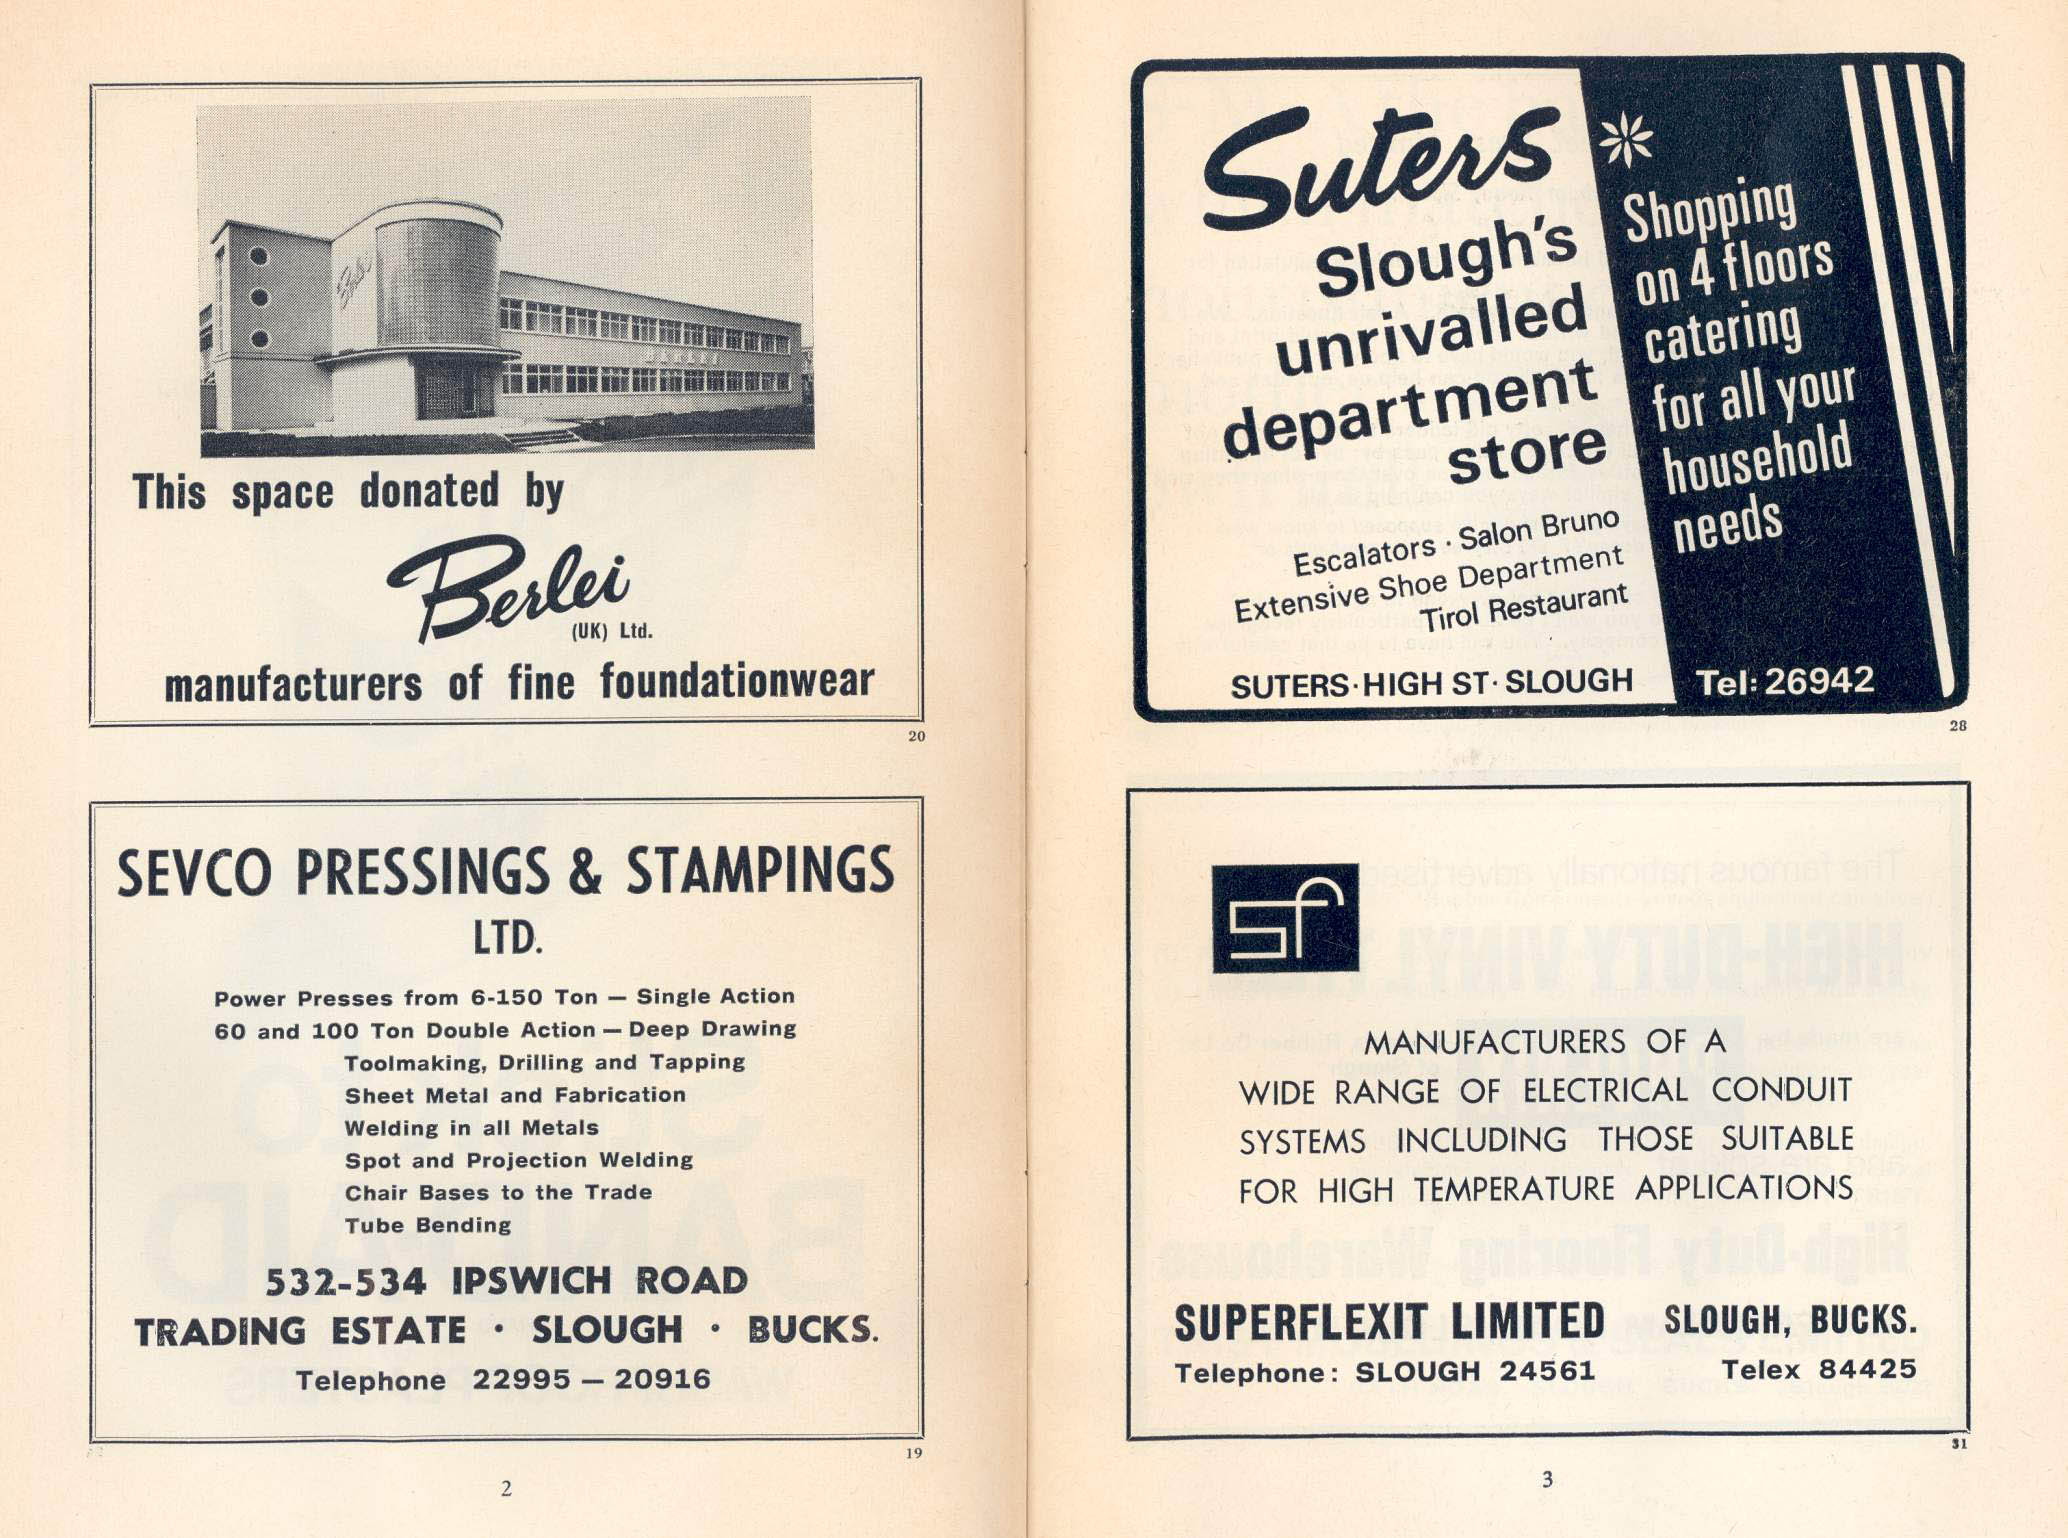 Berlei
This space donated by
Berlei
(UK) Ltd.
manufacturers of fine foundationwear
20
SEVCO PRESSINGS & STAMPINGS
LTD.
Power Presses from 6-150 Ton — Single Action
60 and 100 Ton Double Action — Deep Drawing
Toolmaking, Drilling and Tapping
Sheet Metal and Fabrication
Welding in all Metals
Spot and Projection Welding
Chair Bases to the Trade
Tube Bending
532-534 IPSWICH ROAD
TRADING ESTATE · SLOUGH · BUCKS.
Telephone 22995 — 20916
19
2
Suters
Slough's
unrivalled
department
store
Escalators · Salon Bruno
Extensive Shoe Department
Tirol Restaurant
SUTERS · HIGH ST · SLOUGH
Shopping
on 4 floors
catering
for all your
household
needs
Tel: 26942
28
sf
MANUFACTURERS OF A
WIDE RANGE OF ELECTRICAL CONDUIT
SYSTEMS INCLUDING THOSE SUITABLE
FOR HIGH TEMPERATURE APPLICATIONS
SUPERFLEXIT LIMITED SLOUGH, BUCKS.
Telephone: SLOUGH 24561 Telex 84425
31
3